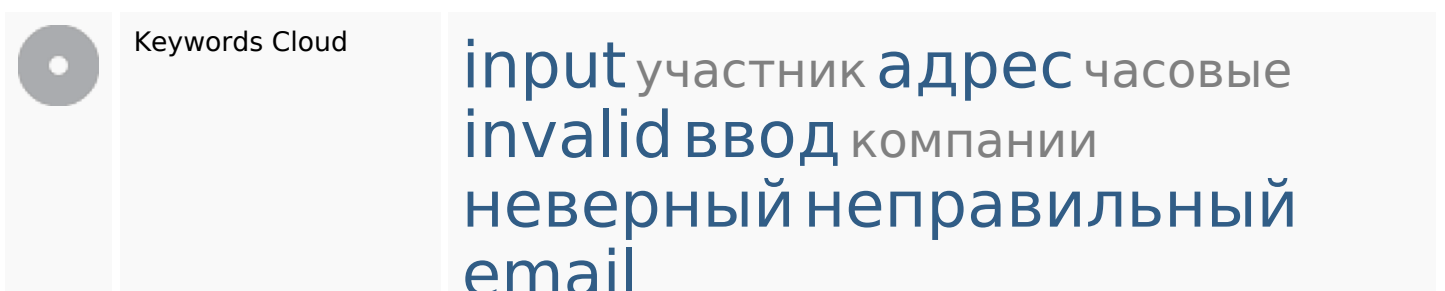 Keywords Cloud
input участник адрес часовые
invalid ввод компании
неверный неправильный
email